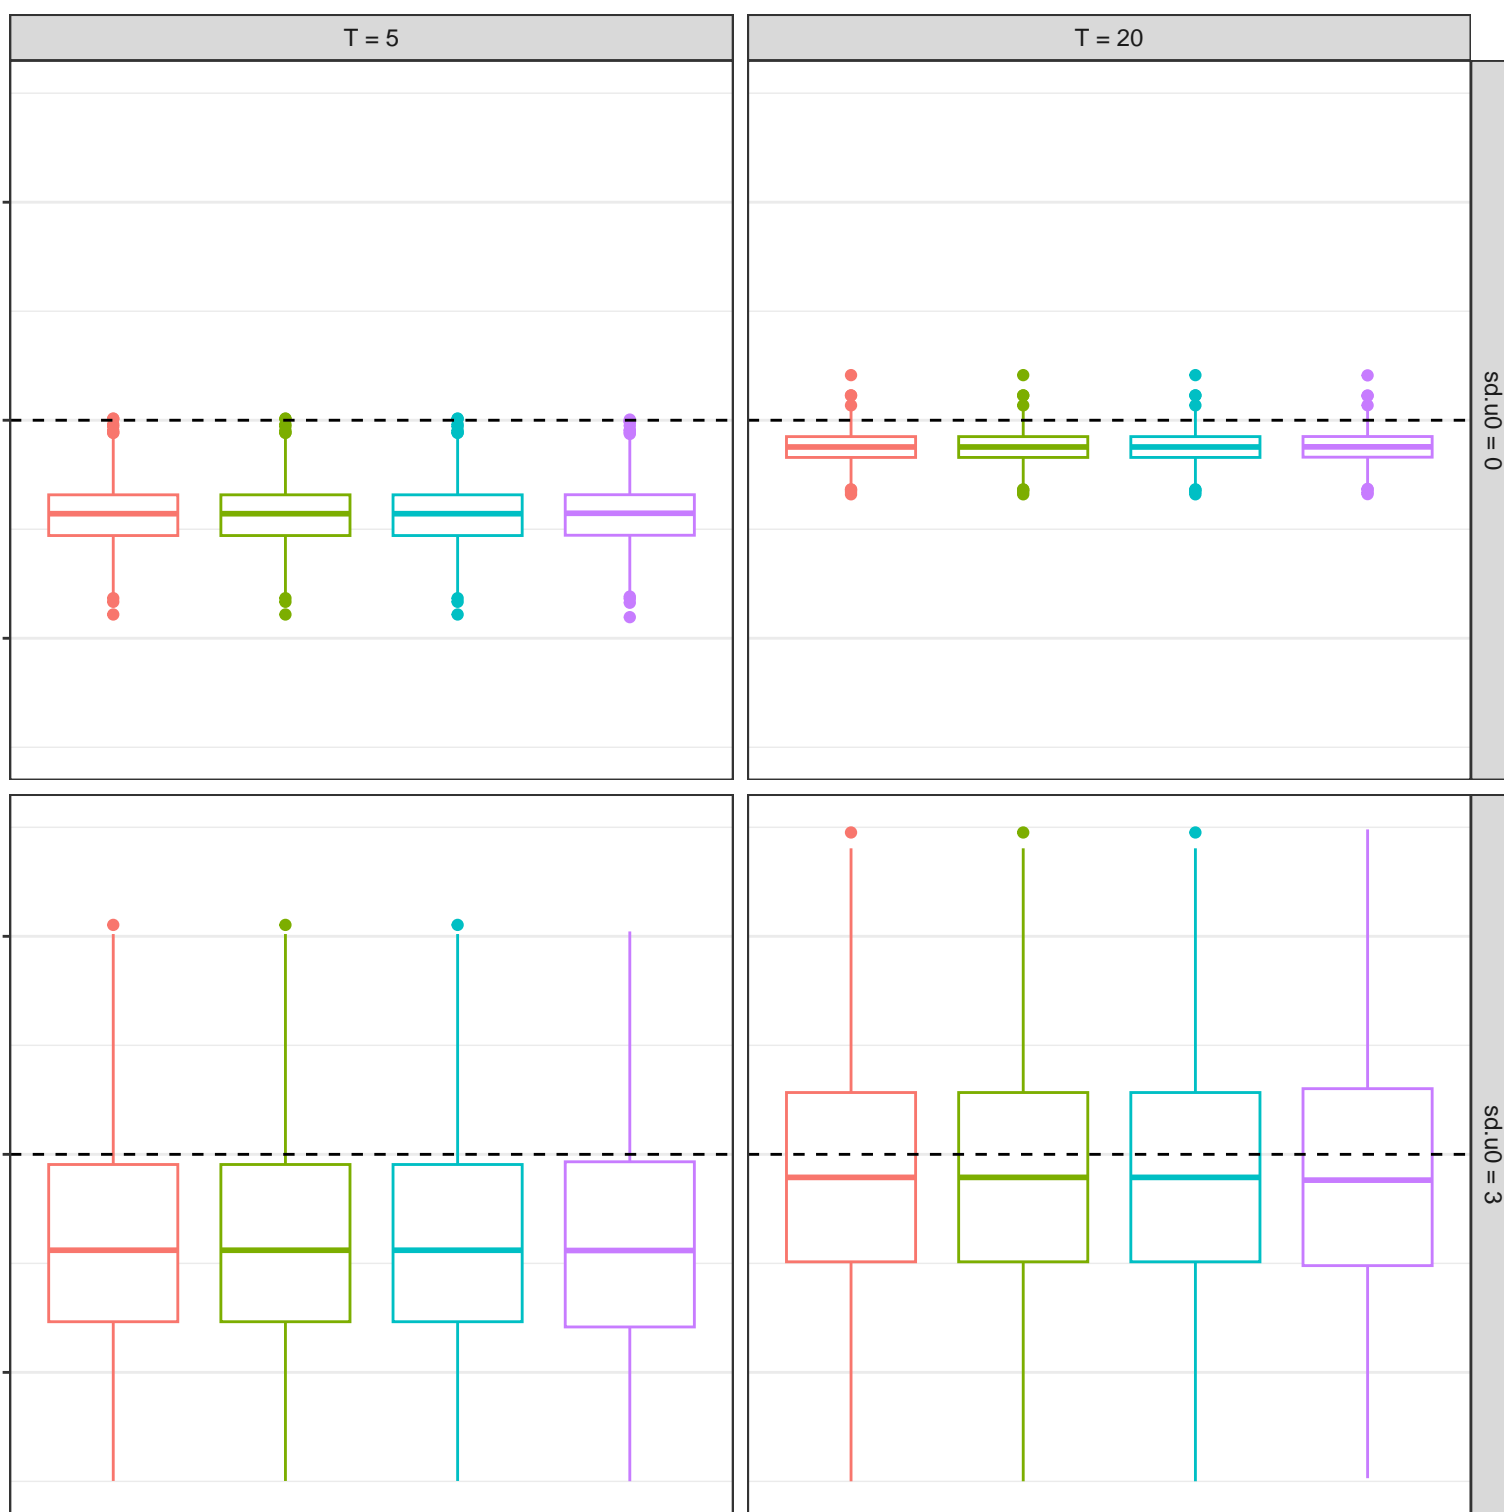 T = 5
T = 20
sd.u0 = 0
sd.u0 = 3